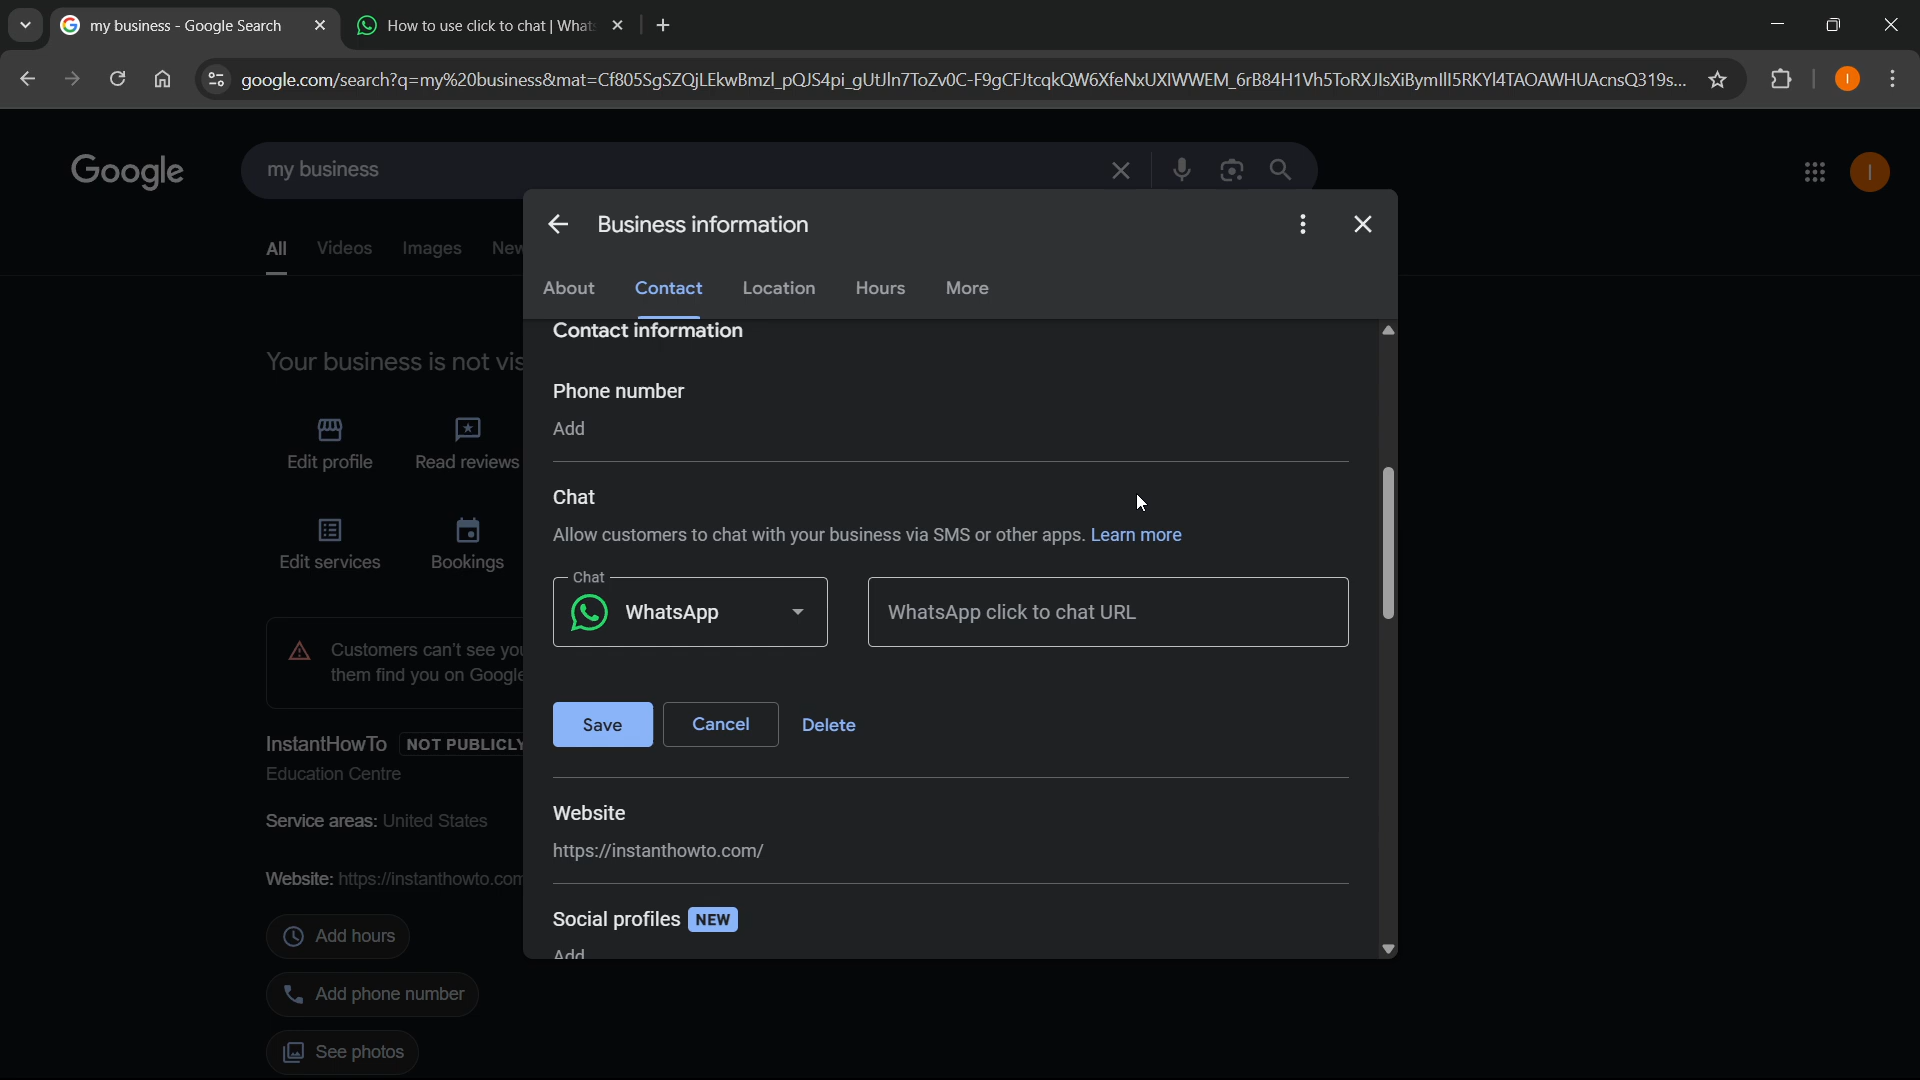 my business - Google Search
How to use click to chat | What
google.com/search?q=my%20business&mat=
Google
my business
I
I
All
Videos
Images
New
Your business is not vis
Edit profile
Read reviews
Edit services
Bookings
Customers can't see you
them find you on Google
InstantHowTo
NOT PUBLICLY
Education Centre
Service areas: United States
Website: https://instanthowto.com
Add hours
Add phone number
See photos
Business information
About
Contact
Location
Hours
More
Contact information
Phone number
Add
Chat
Allow customers to chat with your business via SMS or other apps. Learn more
Chat
WhatsApp
WhatsApp click to chat URL
Save
Cancel
Delete
Website
https://instanthowto.com/
Social profiles NEW
Add